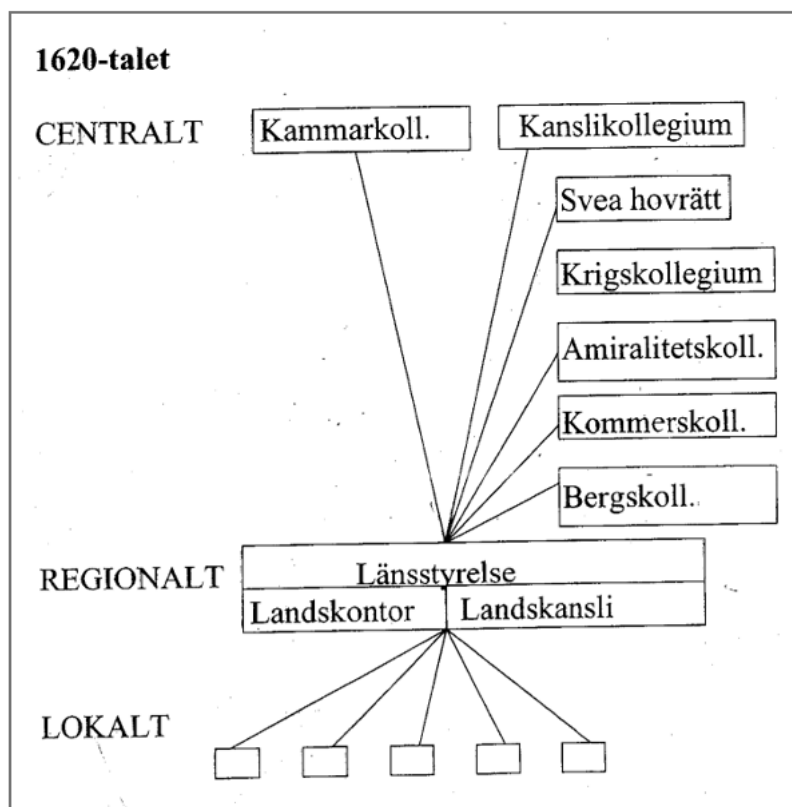 1620-talet
CENTRALT
Kammarkoll.
Kanslikollegium
Svea hovrätt
Krigskollegium
Amiralitetskoll.
Kommerskoll.
Bergskoll.
REGIONALT
Länsstyrelse
Landskontor
Landskansli
LOKALT